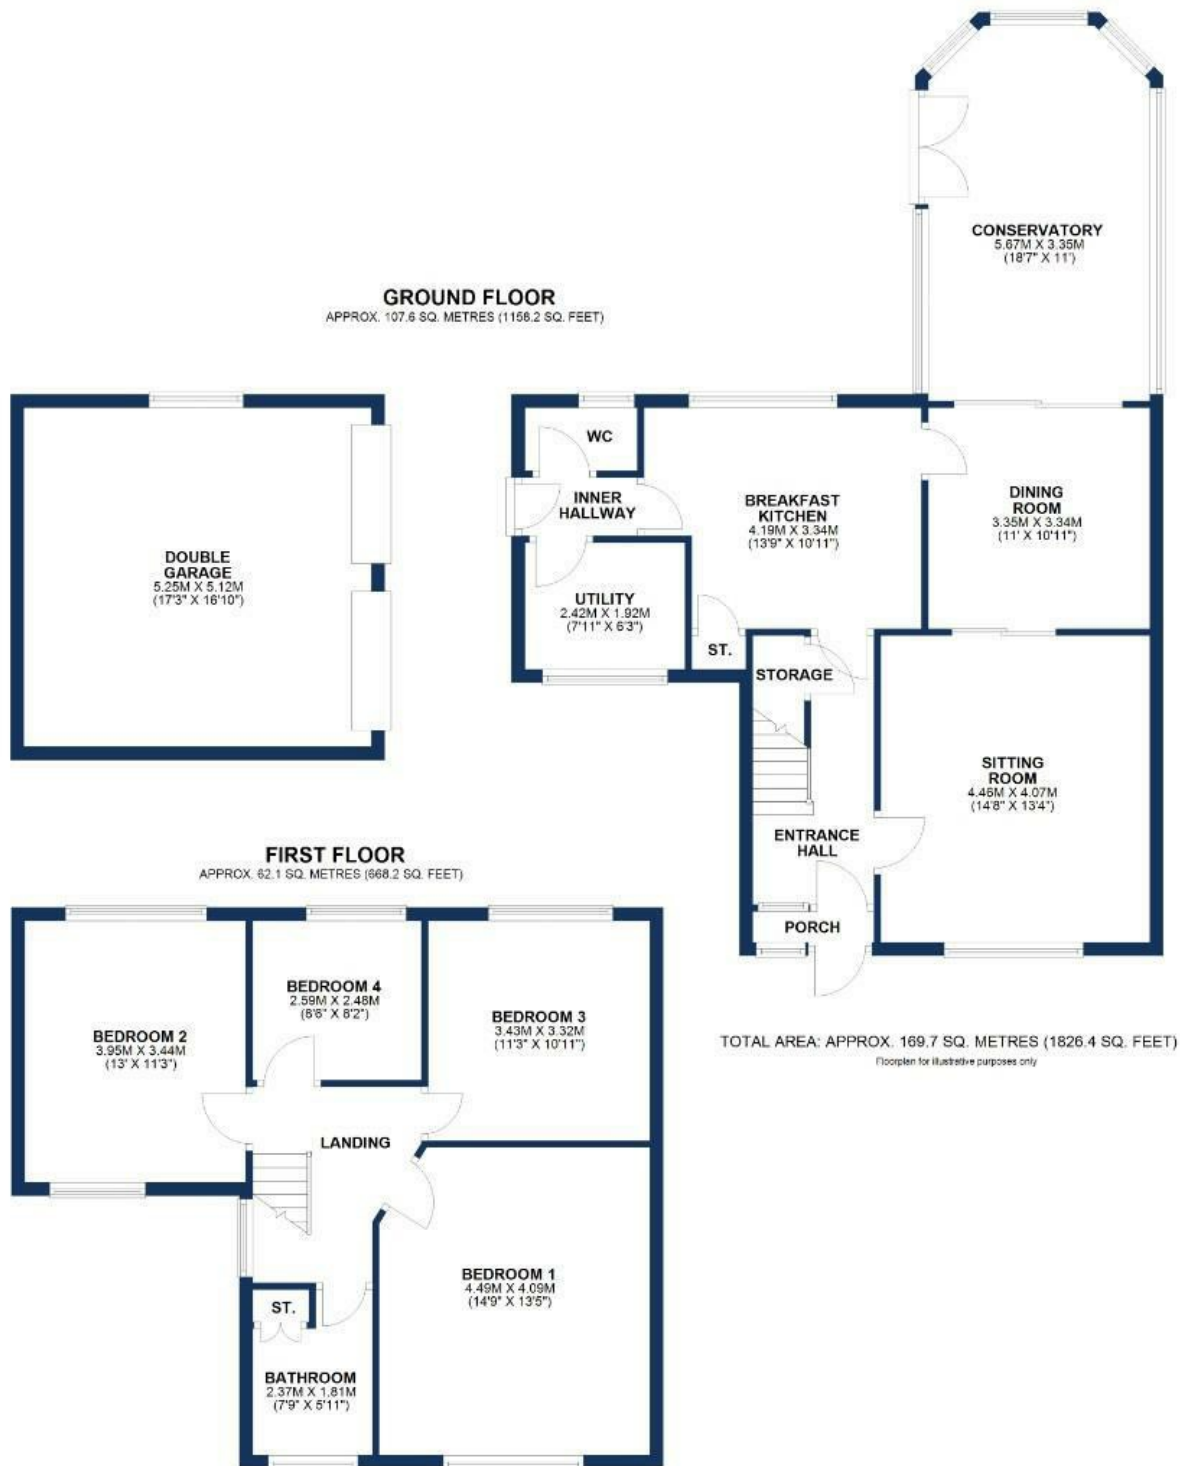 CONSERVATORY
5.67M X 3.35M
(18'7" X 11')
GROUND FLOOR
APPROX. 107.6 SQ. METRES (1158.2 SQ. FEET)
WC
INNER
HALLWAY
BREAKFAST
KITCHEN
4.19M X 3.34M
(13'9" X 10'11")
DINING
ROOM
3.35M X 3.34M
(11' X 10'11")
DOUBLE
GARAGE
5.25M X 5.12M
(17'3" X 16'10")
UTILITY
2.42M X 1.92M
(7'11" X 6'3")
ST.
STORAGE
SITTING
ROOM
4.46M X 4.07M
(14'8" X 13'4")
ENTRANCE
HALL
PORCH
FIRST FLOOR
APPROX. 62.1 SQ. METRES (668.2 SQ. FEET)
BEDROOM 4
2.59M X 2.48M
(8'6" X 8'2")
BEDROOM 2
3.95M X 3.44M
(13' X 11'3")
BEDROOM 3
3.43M X 3.32M
(11'3" X 10'11")
LANDING
BEDROOM 1
4.49M X 4.09M
(14'9" X 13'5")
ST.
BATHROOM
2.37M X 1.81M
(7'9" X 5'11")
TOTAL AREA: APPROX. 169.7 SQ. METRES (1826.4 SQ. FEET)
Floorplan for illustrative purposes only